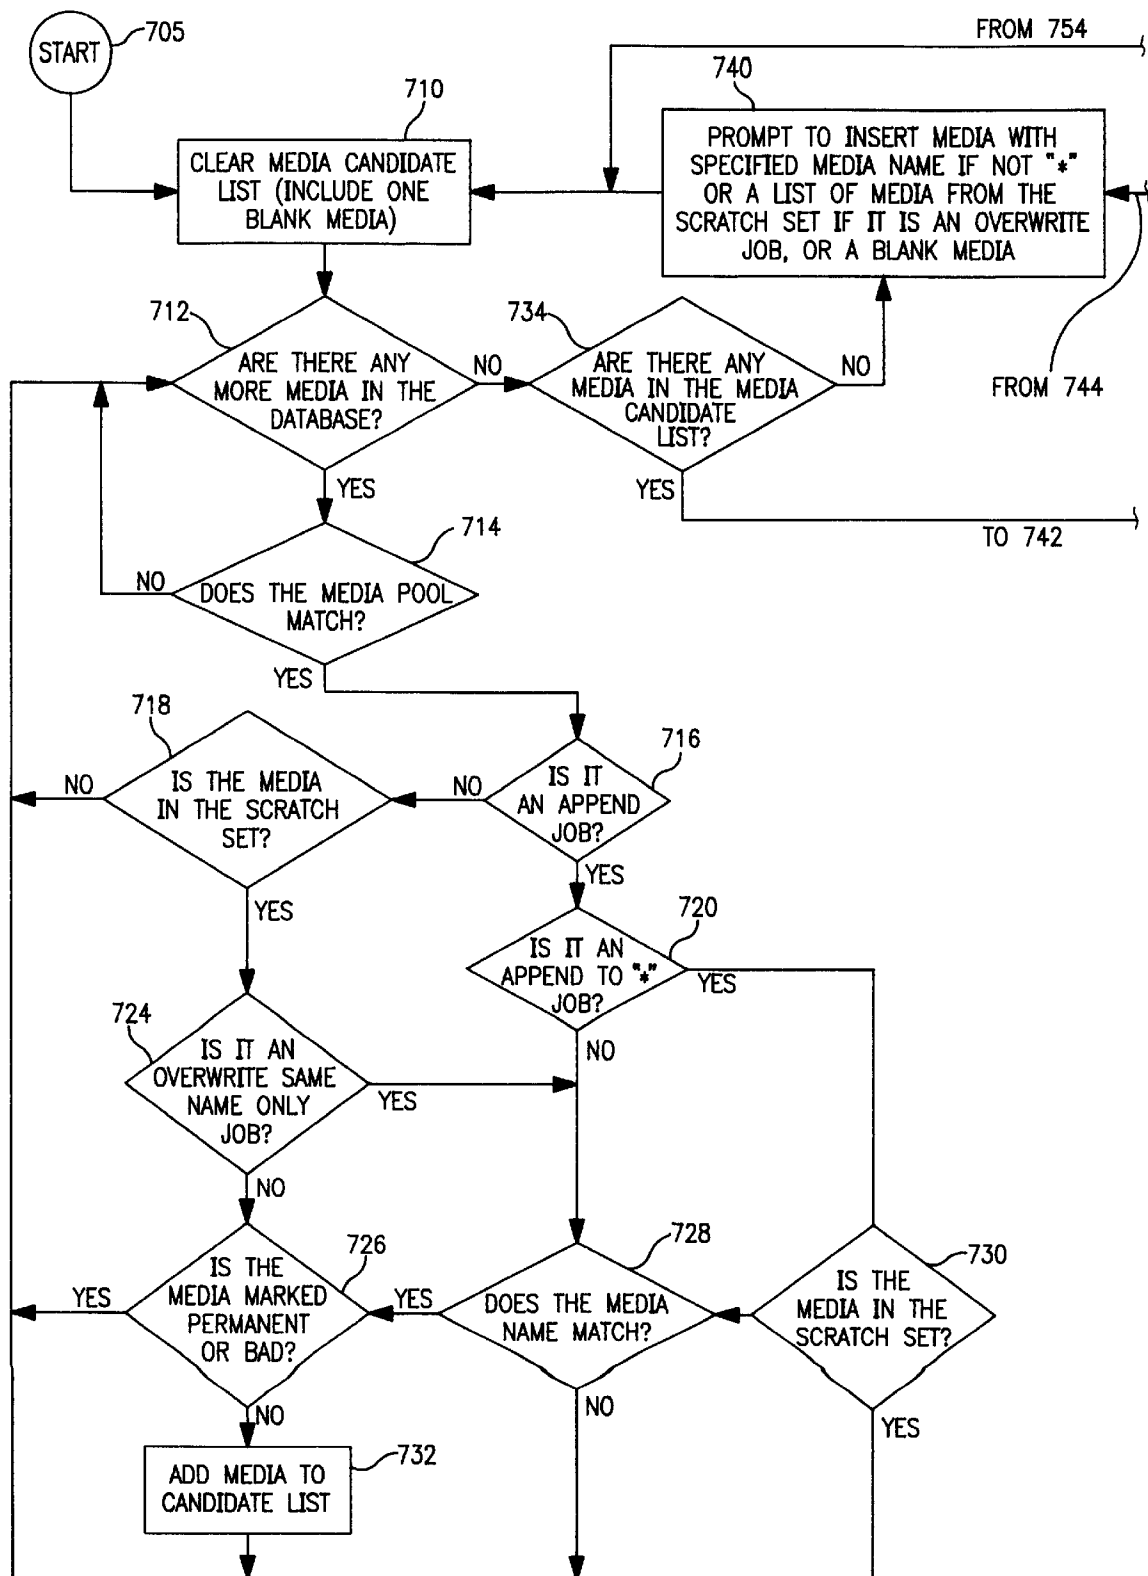 START
705
FROM 754
740
710
CLEAR MEDIA CANDIDATE
LIST (INCLUDE ONE
BLANK MEDIA)
PROMPT TO INSERT MEDIA WITH
SPECIFIED MEDIA NAME IF NOT "*"
OR A LIST OF MEDIA FROM THE
SCRATCH SET IF IT IS AN OVERWRITE
JOB, OR A BLANK MEDIA
712
ARE THERE ANY
MORE MEDIA IN THE
DATABASE?
NO
YES
734
ARE THERE ANY
MEDIA IN THE MEDIA
CANDIDATE
LIST?
NO
YES
FROM 744
TO 742
714
DOES THE MEDIA POOL
MATCH?
NO
YES
718
IS THE MEDIA
IN THE SCRATCH
SET?
NO
YES
716
IS IT
AN APPEND
JOB?
NO
YES
720
IS IT AN
APPEND TO "*"
JOB?
YES
NO
724
IS IT AN
OVERWRITE SAME
NAME ONLY
JOB?
YES
NO
726
IS THE
MEDIA MARKED
PERMANENT
OR BAD?
YES
NO
728
DOES THE MEDIA
NAME MATCH?
YES
NO
730
IS THE
MEDIA IN THE
SCRATCH SET?
YES
732
ADD MEDIA TO
CANDIDATE LIST